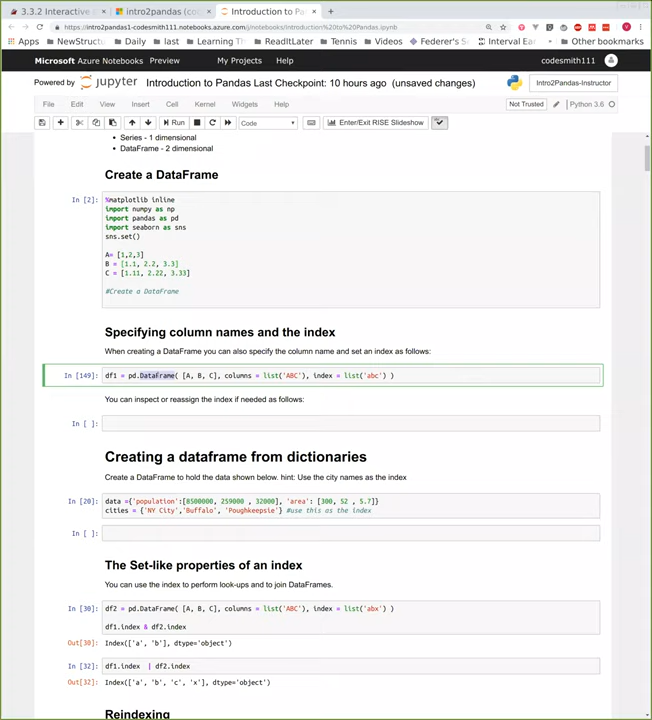 3.3.2 Interactive
intro2pandas (co
Introduction to Pa
https://intro2pandas1-codesmith111.notebooks.azure.com/j/notebooks/Introduction%20to%20Pandas.ipynb
Apps NewStructu Daily last Learning Th ReadItLater Tennis Videos Federer's Se Interval Ear » Other bookmarks
Microsoft Azure Notebooks Preview My Projects Help codesmith111
Powered by jupyter Introduction to Pandas Last Checkpoint: 10 hours ago (unsaved changes) Intro2Pandas-Instructor
File Edit View Insert Cell Kernel Widgets Help Not Trusted Python 3.6
Run Code Enter/Exit RISE Slideshow
• Series - 1 dimensional
• DataFrame - 2 dimensional
Create a DataFrame
In [2]: %matplotlib inline
import numpy as np
import pandas as pd
import seaborn as sns
sns.set()
A= [1,2,3]
B = [1.1, 2.2, 3.3]
C = [1.11, 2.22, 3.33]
#Create a DataFrame
Specifying column names and the index
When creating a DataFrame you can also specify the column name and set an index as follows:
In [149]: df1 = pd.DataFrame( [A, B, C], columns = list('ABC'), index = list('abc') )
You can inspect or reassign the index if needed as follows:
In [ ]:
Creating a dataframe from dictionaries
Create a DataFrame to hold the data shown below. hint: Use the city names as the index
In [20]: data ={'population':[8500000, 259000 , 32000], 'area': [300, 52 , 5.7]}
cities = {'NY City','Buffalo', 'Poughkeepsie'} #use this as the index
In [ ]:
The Set-like properties of an index
You can use the index to perform look-ups and to join DataFrames.
In [30]: df2 = pd.DataFrame( [A, B, C], columns = list('ABC'), index = list('abx') )
df1.index & df2.index
Out[30]: Index(['a', 'b'], dtype='object')
In [32]: df1.index | df2.index
Out[32]: Index(['a', 'b', 'c', 'x'], dtype='object')
Reindexing